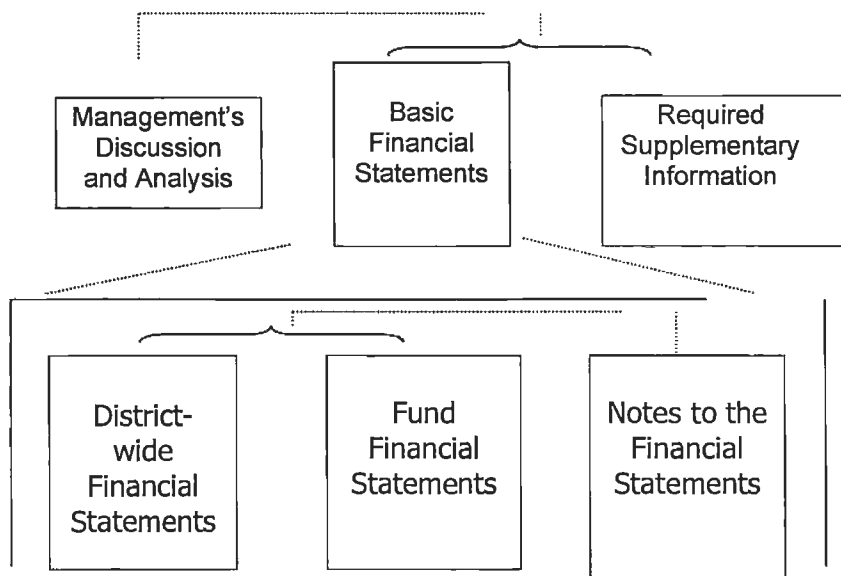 Management's
Discussion
and Analysis
Basic
Financial
Statements
Required
Supplementary
Information
District-
wide
Financial
Statements
Fund
Financial
Statements
Notes to the
Financial
Statements